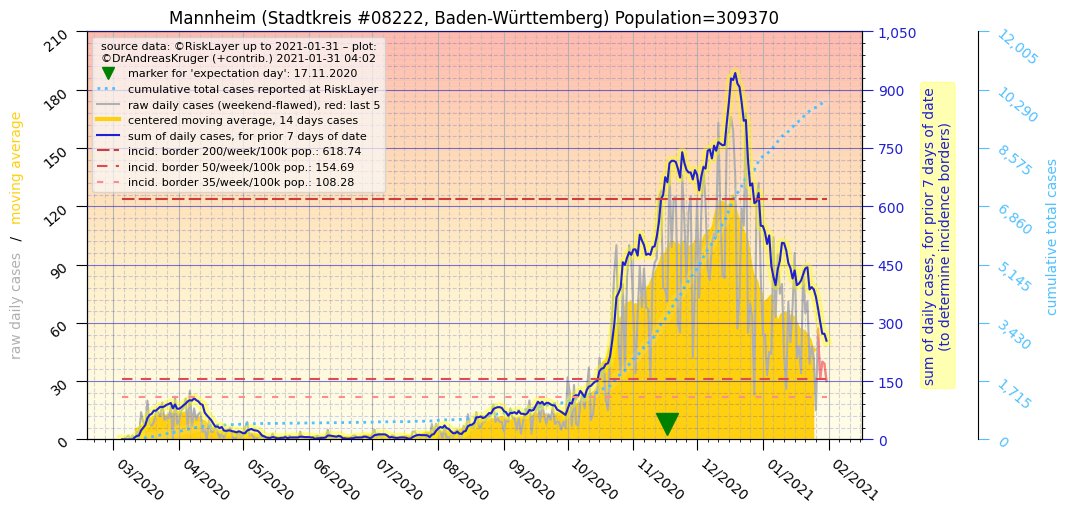 Mannheim (Stadtkreis #08222, Baden-Württemberg) Population=309370
source data: ©RiskLayer up to 2021-01-31 – plot:
©DrAndreasKruger (+contrib.) 2021-01-31 04:02
marker for 'expectation day': 17.11.2020
cumulative total cases reported at RiskLayer
raw daily cases (weekend-flawed), red: last 5
centered moving average, 14 days cases
sum of daily cases, for prior 7 days of date
incid. border 200/week/100k pop.: 618.74
incid. border 50/week/100k pop.: 154.69
incid. border 35/week/100k pop.: 108.28
raw daily cases / moving average
210
180
150
120
90
60
30
0
1,050
900
750
600
450
300
150
0
sum of daily cases, for prior 7 days of date
(to determine incidence borders)
12,005
10,290
8,575
6,860
5,145
3,430
1,715
0
cumulative total cases
03/2020
04/2020
05/2020
06/2020
07/2020
08/2020
09/2020
10/2020
11/2020
12/2020
01/2021
02/2021